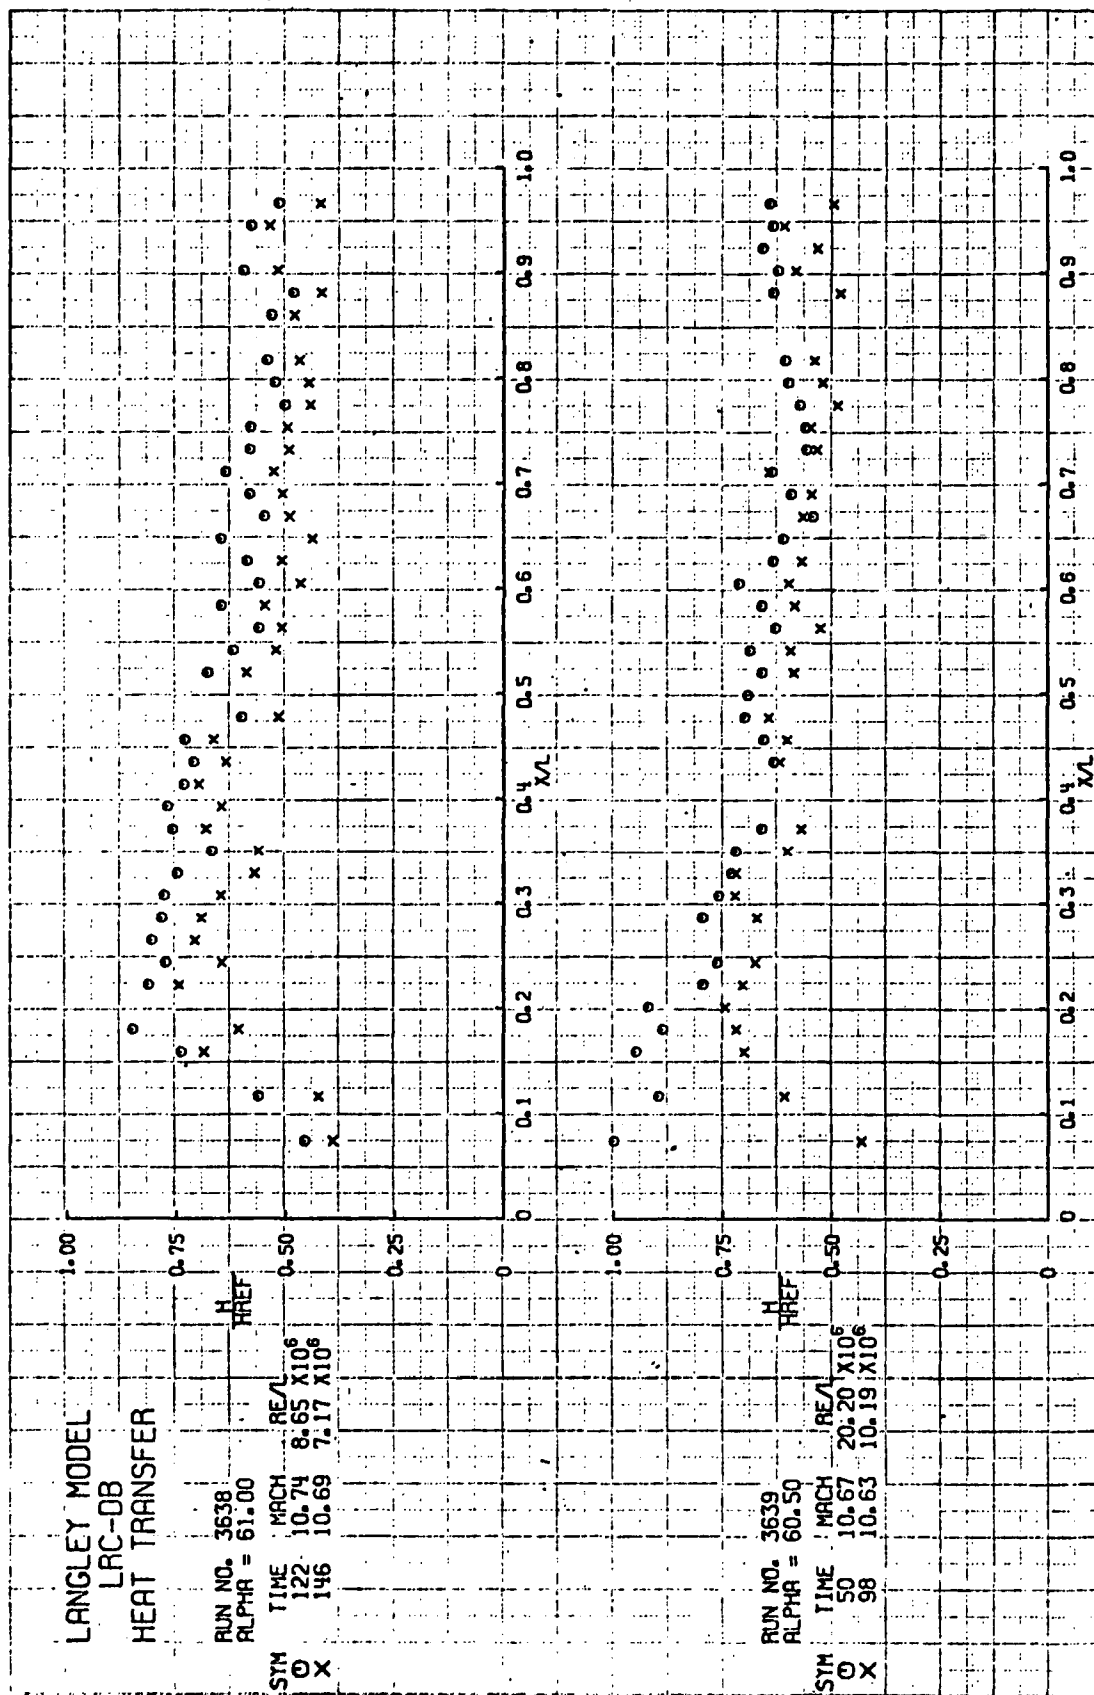 LANGLEY MODEL
LRC-DB
HEAT TRANSFER
RUN NO. 3638
ALPHA = 61.00
SYM TIME MACH RE/L
⊙ 122 10.74 8.65 X10⁶
X 146 10.69 7.17 X10⁶
H
HREF
1.00
0.75
0.50
0.25
0
0 0.1 0.2 0.3 0.4 0.5 0.6 0.7 0.8 0.9 1.0
X/L
RUN NO. 3639
ALPHA = 60.50
SYM TIME MACH RE/L
⊙ 50 10.67 20.20 X10⁶
X 98 10.63 10.19 X10⁶
H
HREF
1.00
0.75
0.50
0.25
0
0 0.1 0.2 0.3 0.4 0.5 0.6 0.7 0.8 0.9 1.0
X/L